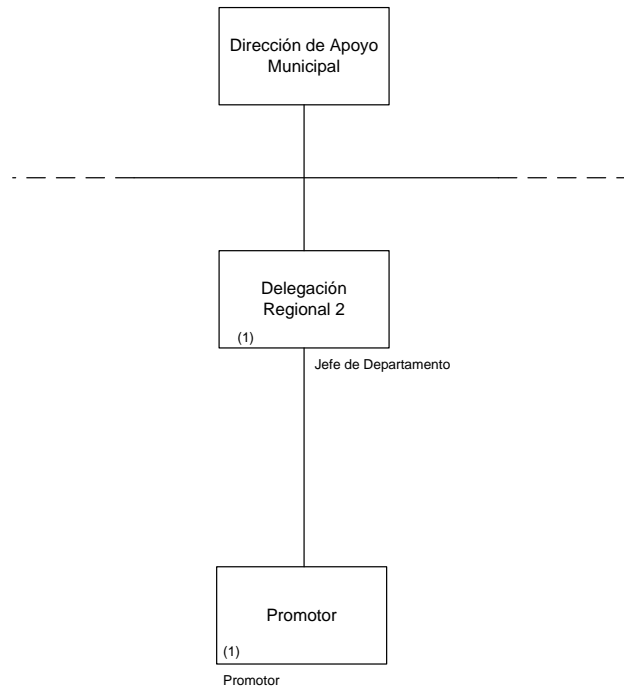 Dirección de Apoyo
Municipal
Delegación
Regional 2
(1)
Jefe de Departamento
Promotor
(1)
Promotor